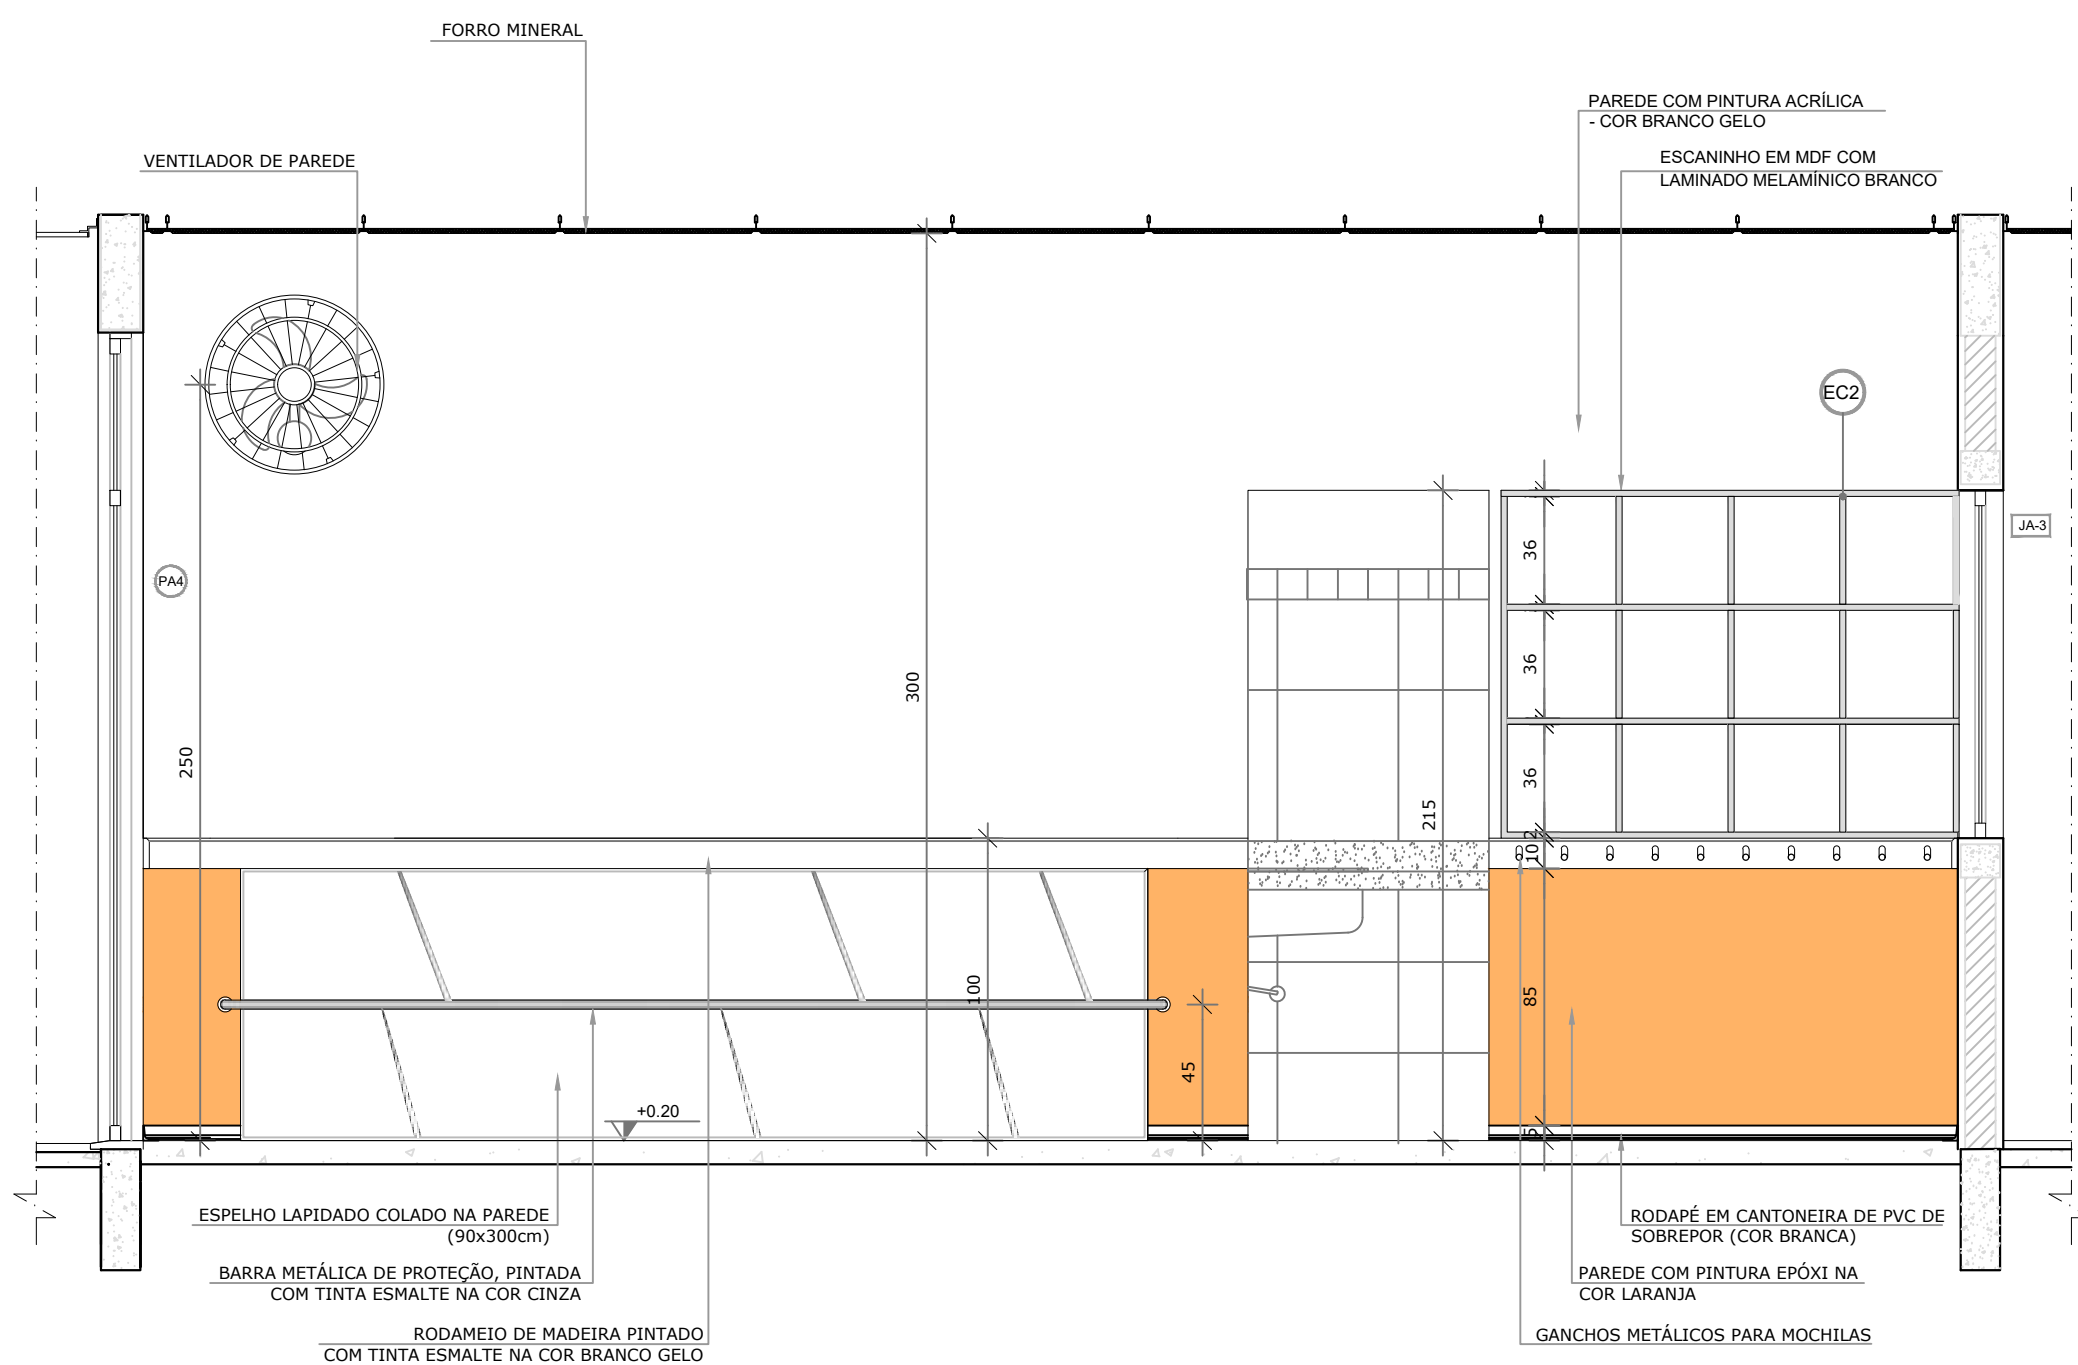 FORRO MINERAL
PAREDE COM PINTURA ACRÍLICA
- COR BRANCO GELO
VENTILADOR DE PAREDE
ESCANINHO EM MDF COM
LAMINADO MELAMÍNICO BRANCO
EC2
JA-3
PA4
36
36
36
300
250
215
2
10
100
85
45
5
+0.20
ESPELHO LAPIDADO COLADO NA PAREDE
(90x300cm)
RODAPÉ EM CANTONEIRA DE PVC DE
SOBREPOR (COR BRANCA)
BARRA METÁLICA DE PROTEÇÃO, PINTADA
COM TINTA ESMALTE NA COR CINZA
PAREDE COM PINTURA EPÓXI NA
COR LARANJA
RODAMEIO DE MADEIRA PINTADO
COM TINTA ESMALTE NA COR BRANCO GELO
GANCHOS METÁLICOS PARA MOCHILAS